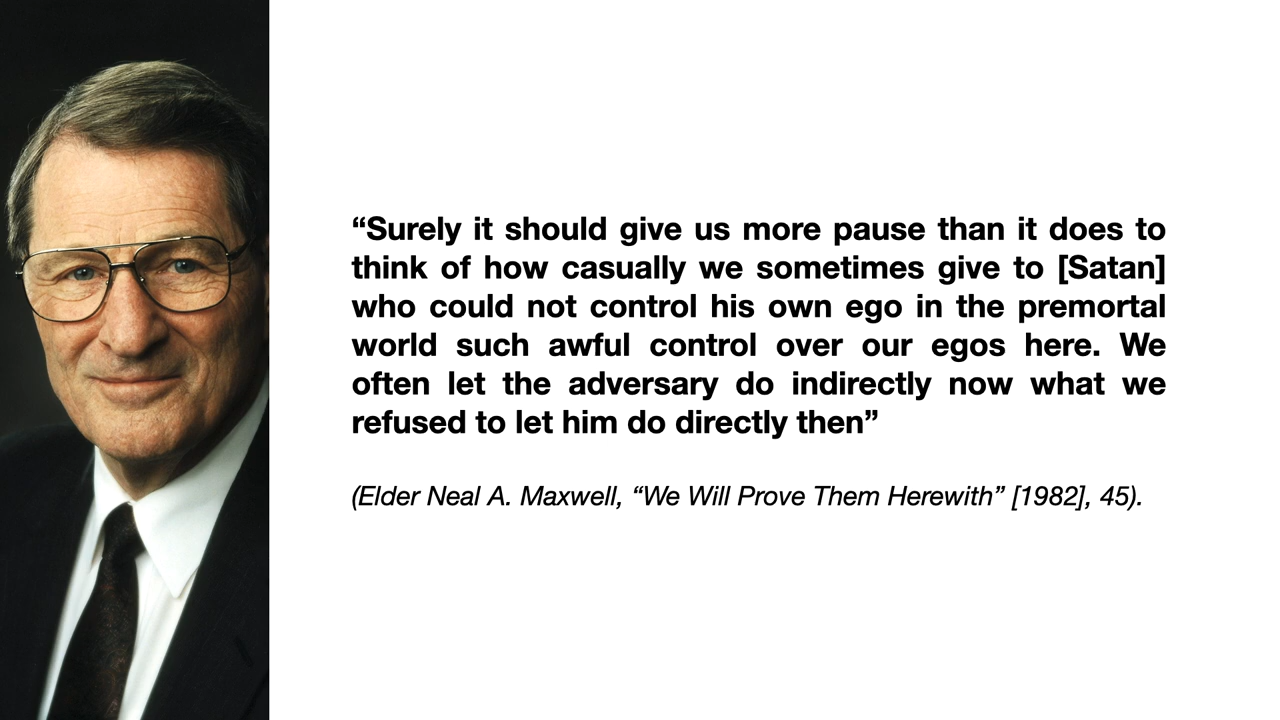 “Surely it should give us more pause than it does to
think of how casually we sometimes give to [Satan]
who could not control his own ego in the premortal
world such awful control over our egos here. We
often let the adversary do indirectly now what we
refused to let him do directly then”
(Elder Neal A. Maxwell, “We Will Prove Them Herewith” [1982], 45).